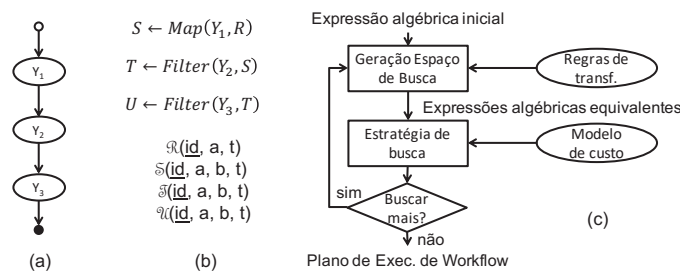 Y1
Y2
Y3
(a)
S ← Map(Y1, R)
T ← Filter(Y2, S)
U ← Filter(Y3, T)
ℛ(id, a, t)
𝒮(id, a, b, t)
𝒯(id, a, b, t)
𝒰(id, a, b, t)
(b)
Expressão algébrica inicial
Geração Espaço
de Busca
Regras de
transf.
Expressões algébricas equivalentes
Estratégia de
busca
Modelo
de custo
sim
Buscar
mais?
não
(c)
Plano de Exec. de Workflow